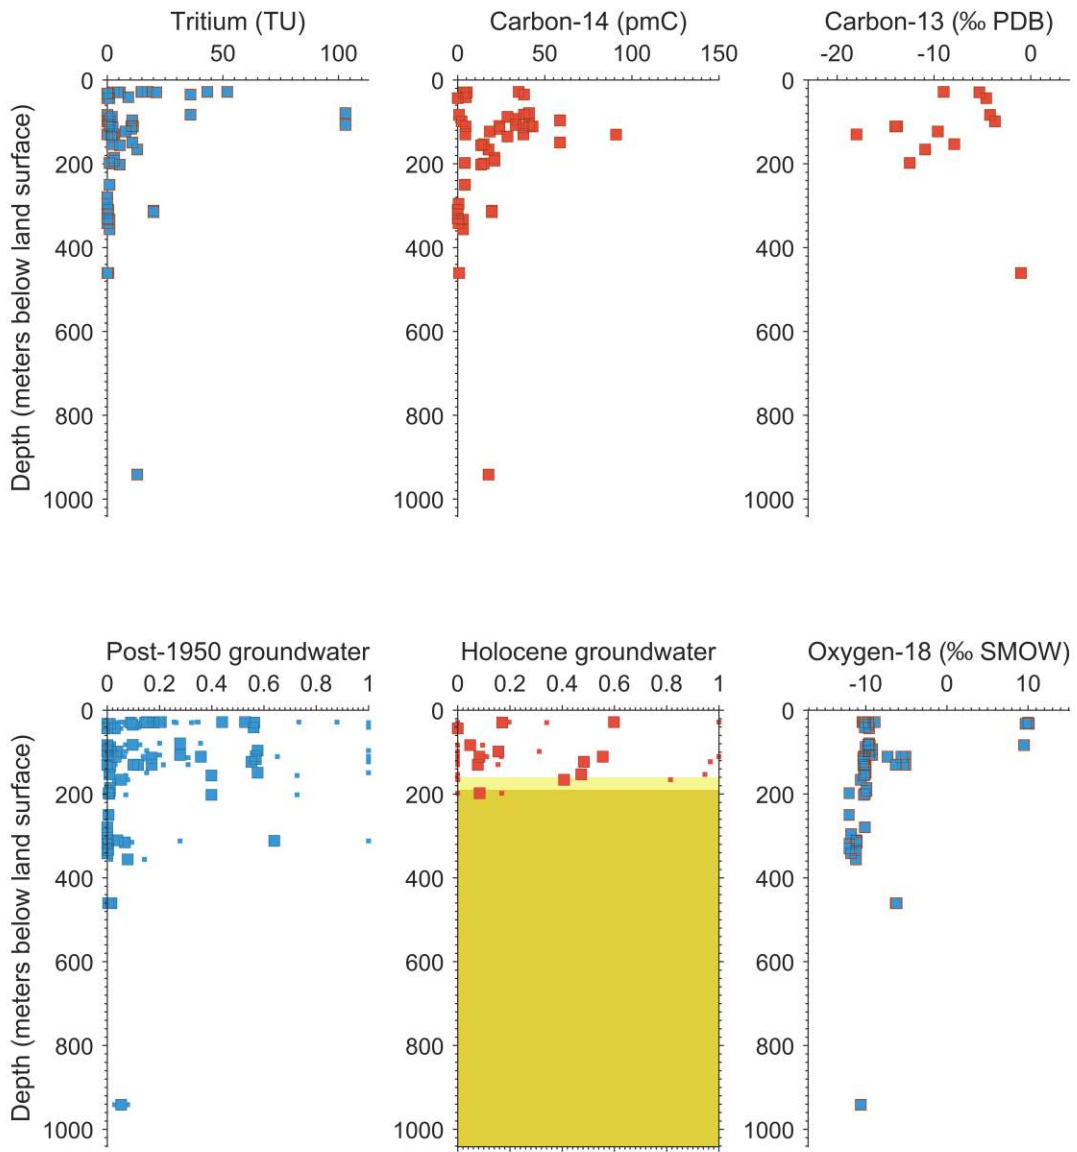 Tritium (TU)
0 50 100
Carbon-14 (pmC)
0 50 100 150
Carbon-13 (‰ PDB)
-20 -10 0
Depth (meters below land surface)
0
200
400
600
800
1000
0
200
400
600
800
1000
0
200
400
600
800
1000
Post-1950 groundwater
0 0.2 0.4 0.6 0.8 1
Holocene groundwater
0 0.2 0.4 0.6 0.8 1
Oxygen-18 (‰ SMOW)
-10 0 10
Depth (meters below land surface)
0
200
400
600
800
1000
0
200
400
600
800
1000
0
200
400
600
800
1000